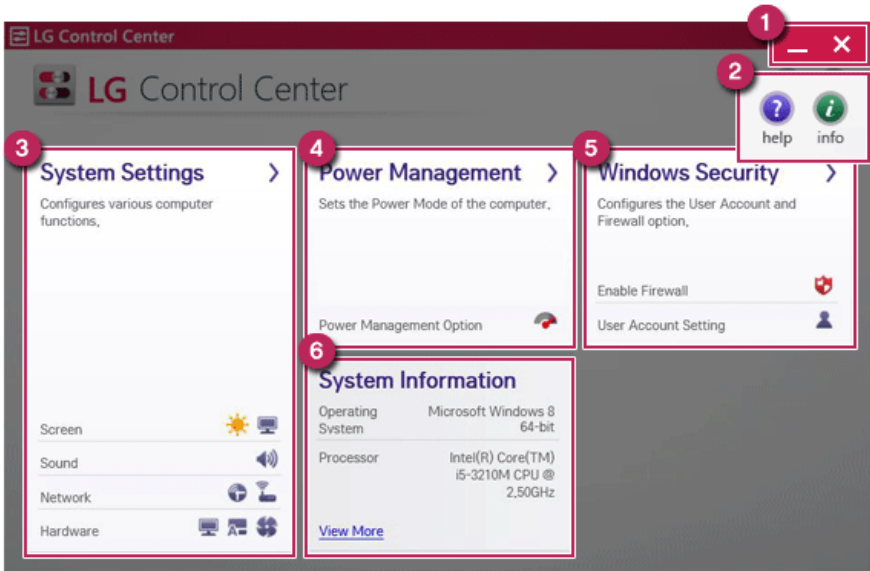 LG Control Center
1
LG Control Center
2
? i
help info
3
System Settings >
Configures various computer
functions,
Screen
Sound
Network
A
Hardware
4
Power Management >
Sets the Power Mode of the computer,
Power Management Option
5
Windows Security >
Configures the User Account and
Firewall option,
Enable Firewall
User Account Setting
6
System Information
Operating System Microsoft Windows 8
64-bit
Processor Intel(R) Core(TM)
i5-3210M CPU @
2,50GHz
View More